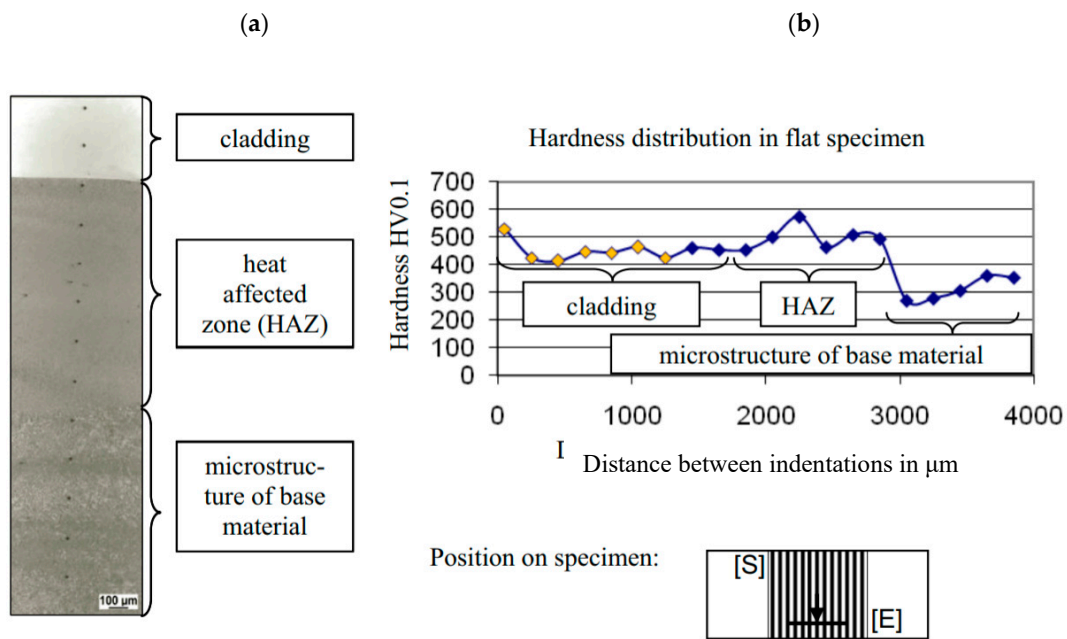 (a)
(b)
cladding
heat
affected
zone (HAZ)
microstruc-
ture of base
material
100 µm
Hardness distribution in flat specimen
Hardness HV0.1
700
600
500
400
300
200
100
0
cladding
HAZ
microstructure of base material
0
1000
2000
3000
4000
I
Distance between indentations in µm
Position on specimen:
[S]
[E]